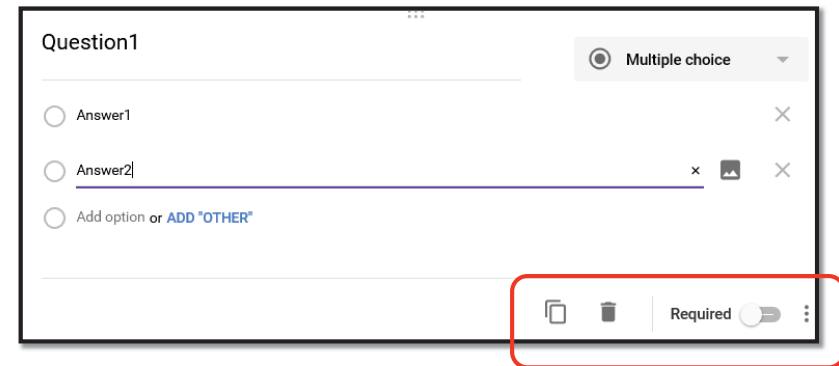 Question1
Multiple choice
Answer1
Answer2
Add option or ADD "OTHER"
Required